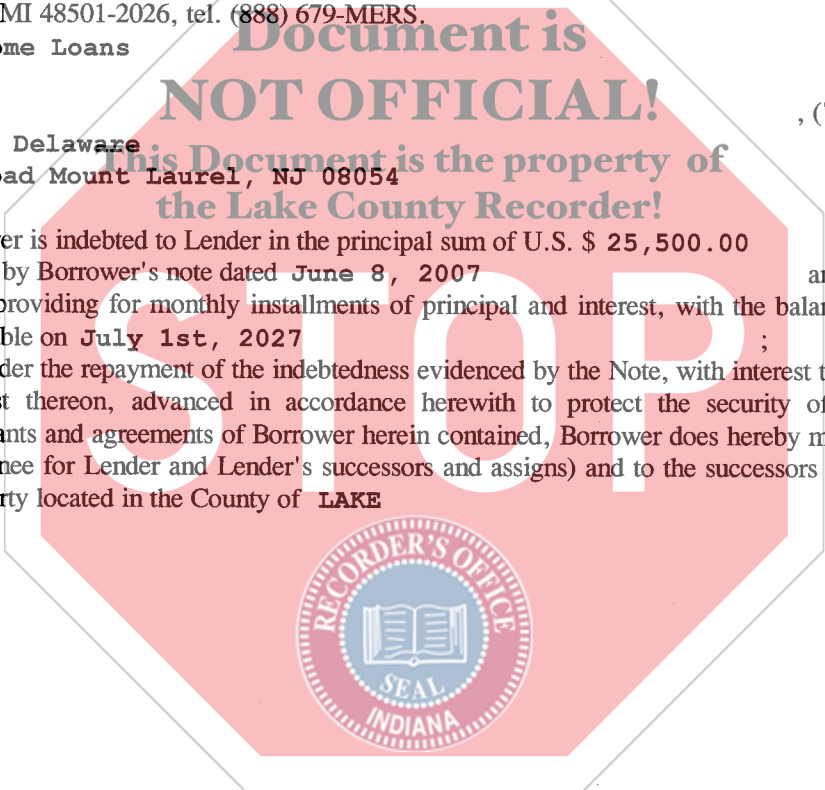 MI 48501-2026, tel. (888) 679-MERS.
Document is
me Loans
NOT OFFICIAL!
, (
Delaware
This Document is the property of
ad Mount Laurel, NJ 08054
the Lake County Recorder!
er is indebted to Lender in the principal sum of U.S. $ 25,500.00
by Borrower's note dated June 8, 2007 an
providing for monthly installments of principal and interest, with the balan
ble on July 1st, 2027 ;
der the repayment of the indebtedness evidenced by the Note, with interest t
t thereon, advanced in accordance herewith to protect the security of
ants and agreements of Borrower herein contained, Borrower does hereby m
nee for Lender and Lender's successors and assigns) and to the successors
rty located in the County of LAKE
STOP
RECORDER'S OFFICE
SEAL
INDIANA